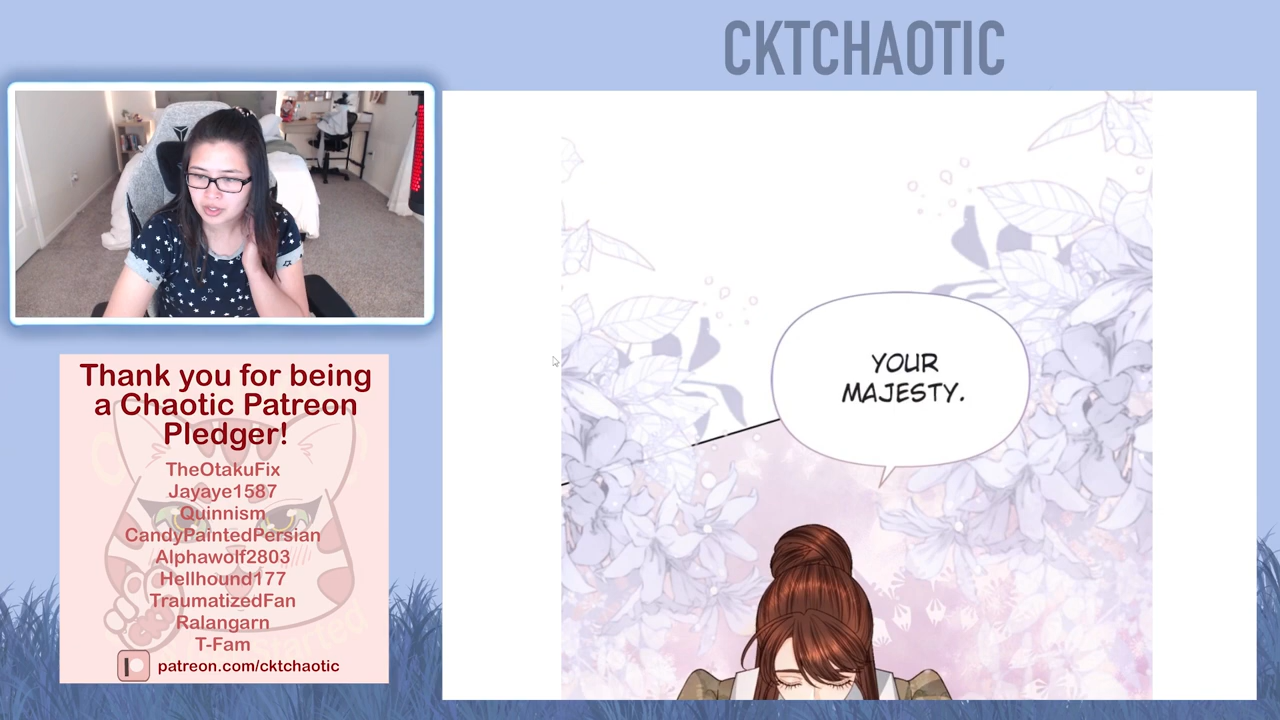 CKTCHAOTIC
YOUR
MAJESTY.
Thank you for being
a Chaotic Patreon
Pledger!
TheOtakuFix
Jayaye1587
Quinnism
CandyPaintedPersian
Alphawolf2803
Hellhound177
TraumatizedFan
Ralangarn
T-Fam
patreon.com/cktchaotic